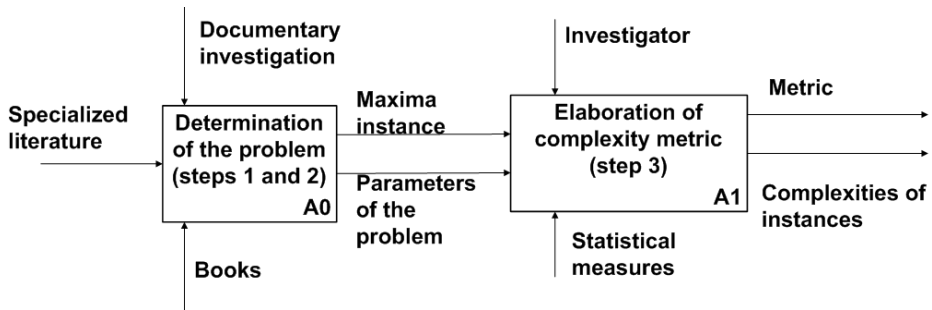 Documentary
investigation
Specialized
literature
Determination
of the problem
(steps 1 and 2)
A0
Books
Maxima
instance
Parameters
of the
problem
Investigator
Elaboration of
complexity metric
(step 3)
A1
Statistical
measures
Metric
Complexities of
instances